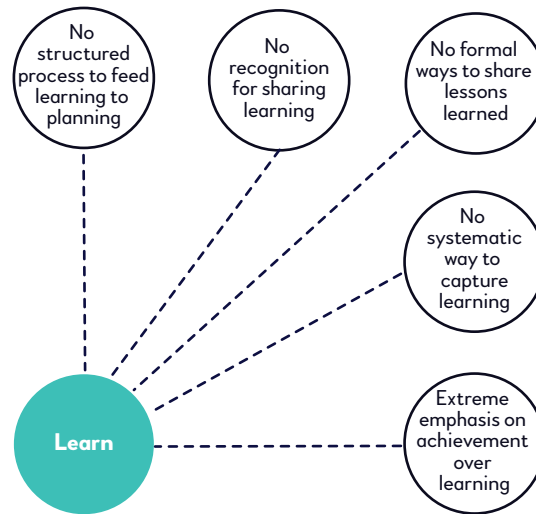 No
structured
process to feed
learning to
planning
No
recognition
for sharing
learning
No formal
ways to share
lessons
learned
No
systematic
way to
capture
learning
Extreme
emphasis on
achievement
over
learning
Learn